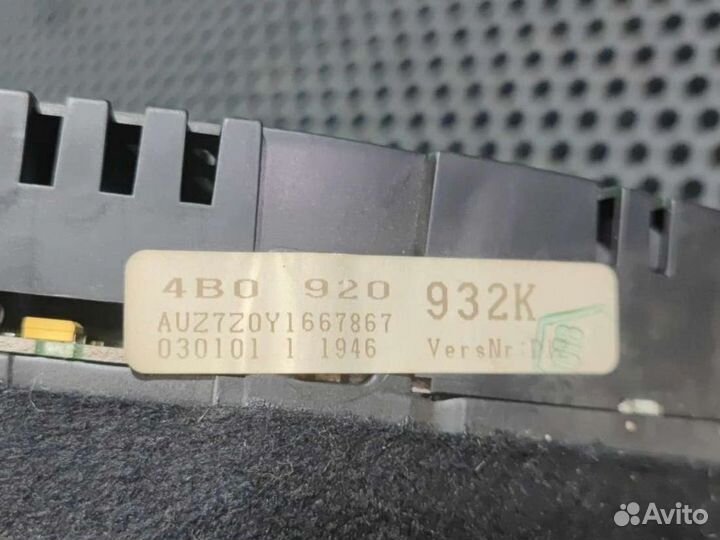 4B0 920 932K
AUZ7Z0Y1667867
030101 1 1946 VersNr:D
Avito